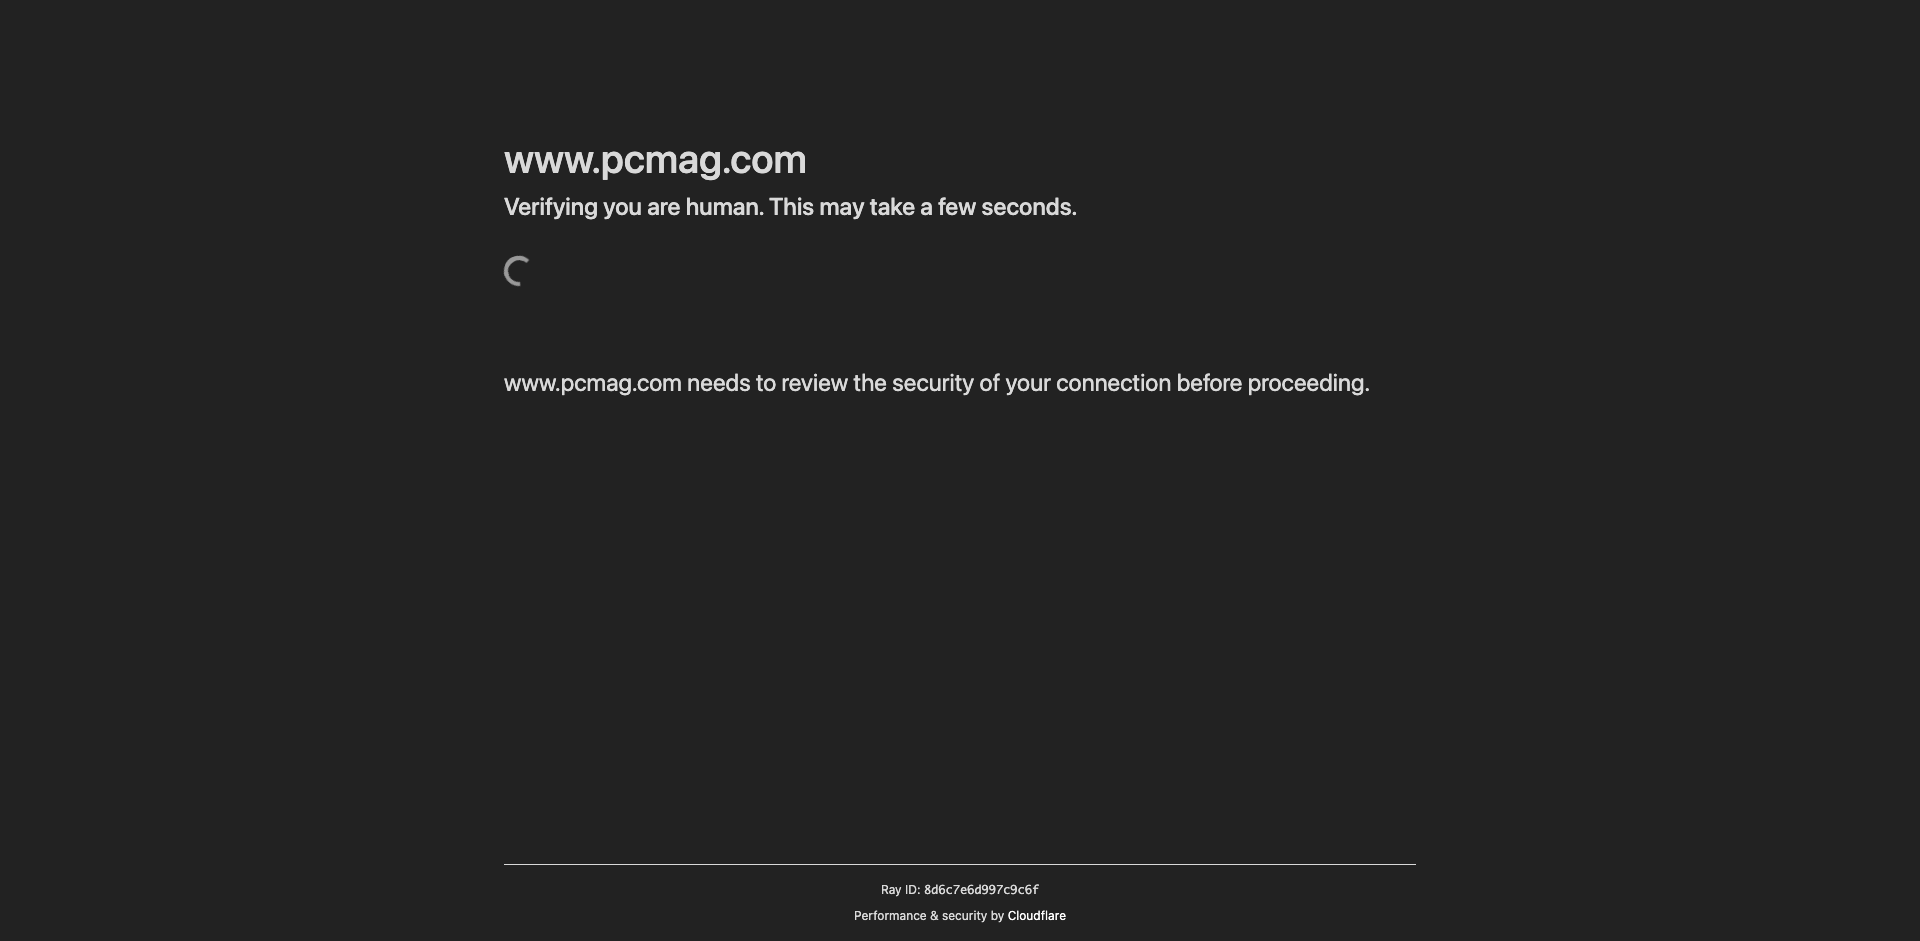 www.pcmag.com
Verifying you are human. This may take a few seconds.
www.pcmag.com needs to review the security of your connection before proceeding.
Ray ID: 8d6c7e6d997c9c6f
Performance & security by Cloudflare